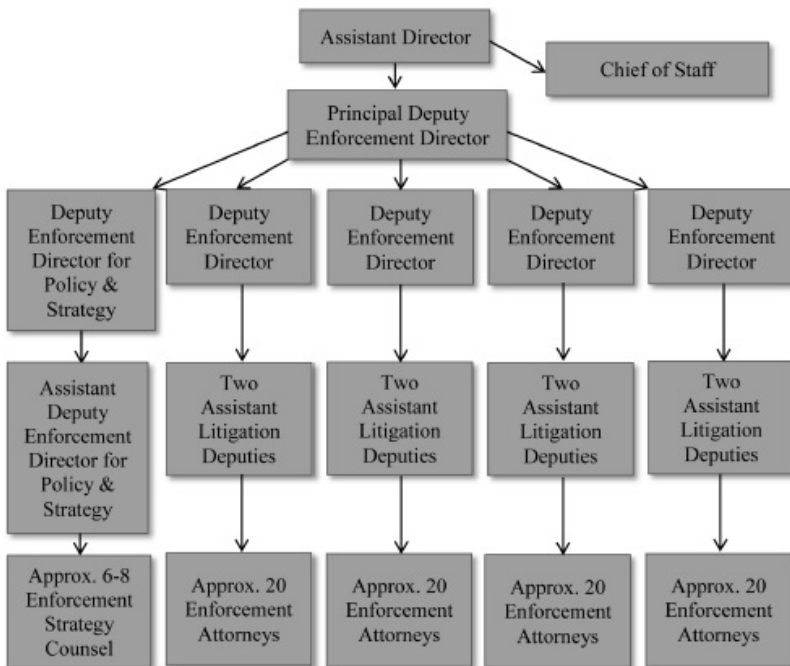 Assistant Director
Chief of Staff
Principal Deputy
Enforcement Director
Deputy
Enforcement
Director for
Policy &
Strategy
Deputy
Enforcement
Director
Deputy
Enforcement
Director
Deputy
Enforcement
Director
Deputy
Enforcement
Director
Assistant
Deputy
Enforcement
Director for
Policy &
Strategy
Two
Assistant
Litigation
Deputies
Two
Assistant
Litigation
Deputies
Two
Assistant
Litigation
Deputies
Two
Assistant
Litigation
Deputies
Approx. 6-8
Enforcement
Strategy
Counsel
Approx. 20
Enforcement
Attorneys
Approx. 20
Enforcement
Attorneys
Approx. 20
Enforcement
Attorneys
Approx. 20
Enforcement
Attorneys